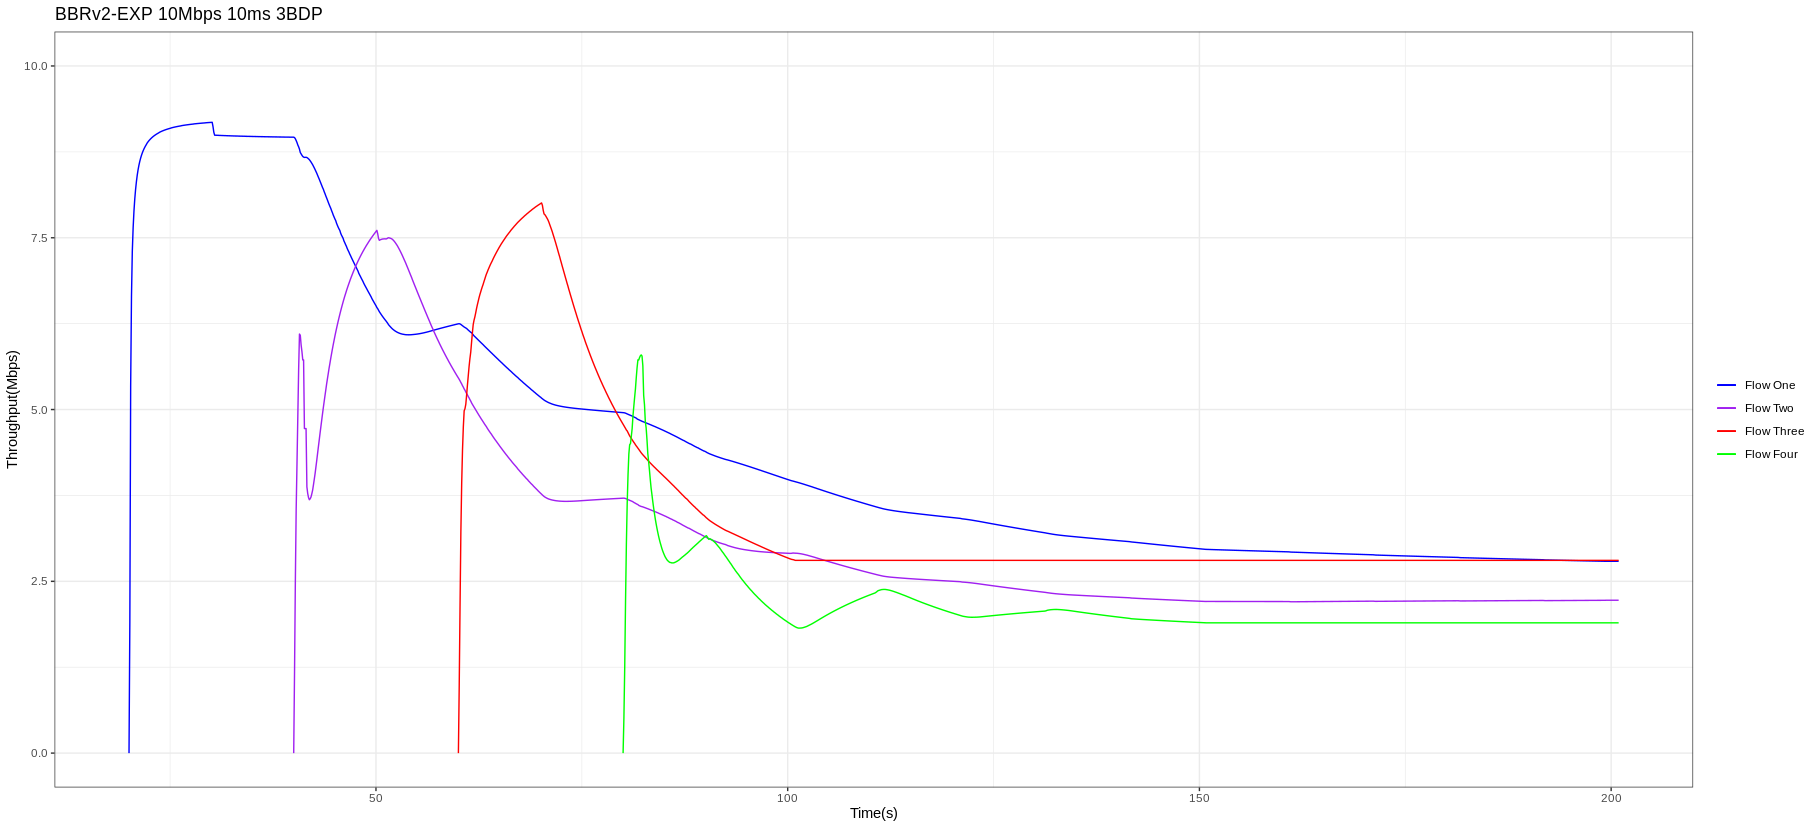 BBRv2-EXP 10Mbps 10ms 3BDP
10.0
7.5
5.0
2.5
0.0
Throughput(Mbps)
50
100
150
200
Time(s)
Flow One
Flow Two
Flow Three
Flow Four